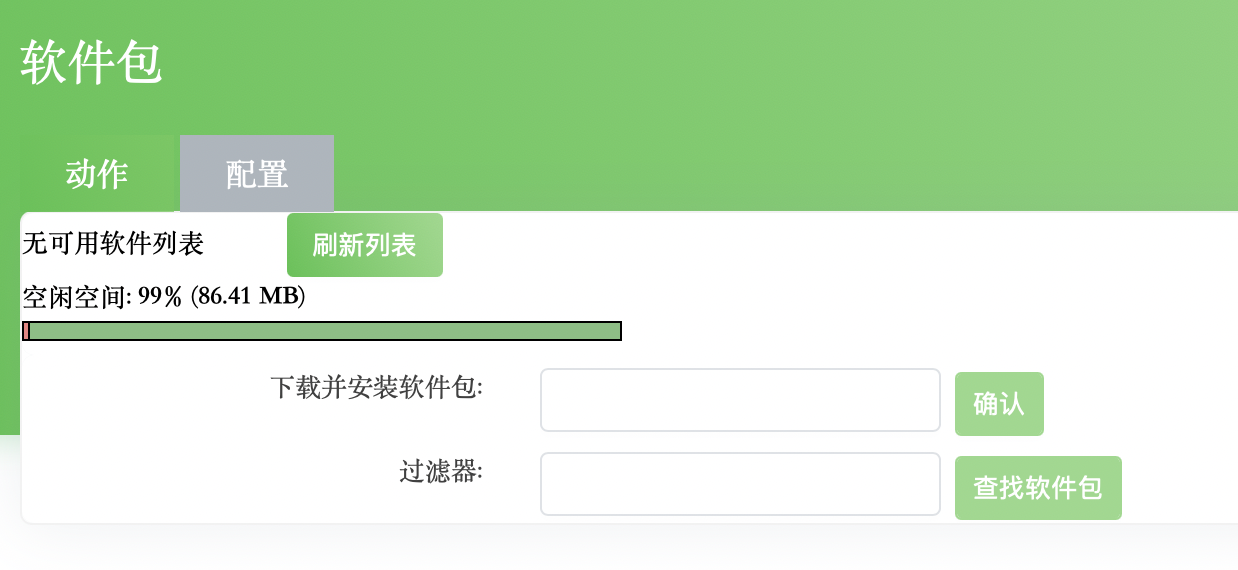 软件包
动作 配置
无可用软件列表 刷新列表
空闲空间: 99% (86.41 MB)
下载并安装软件包: 确认
过滤器: 查找软件包